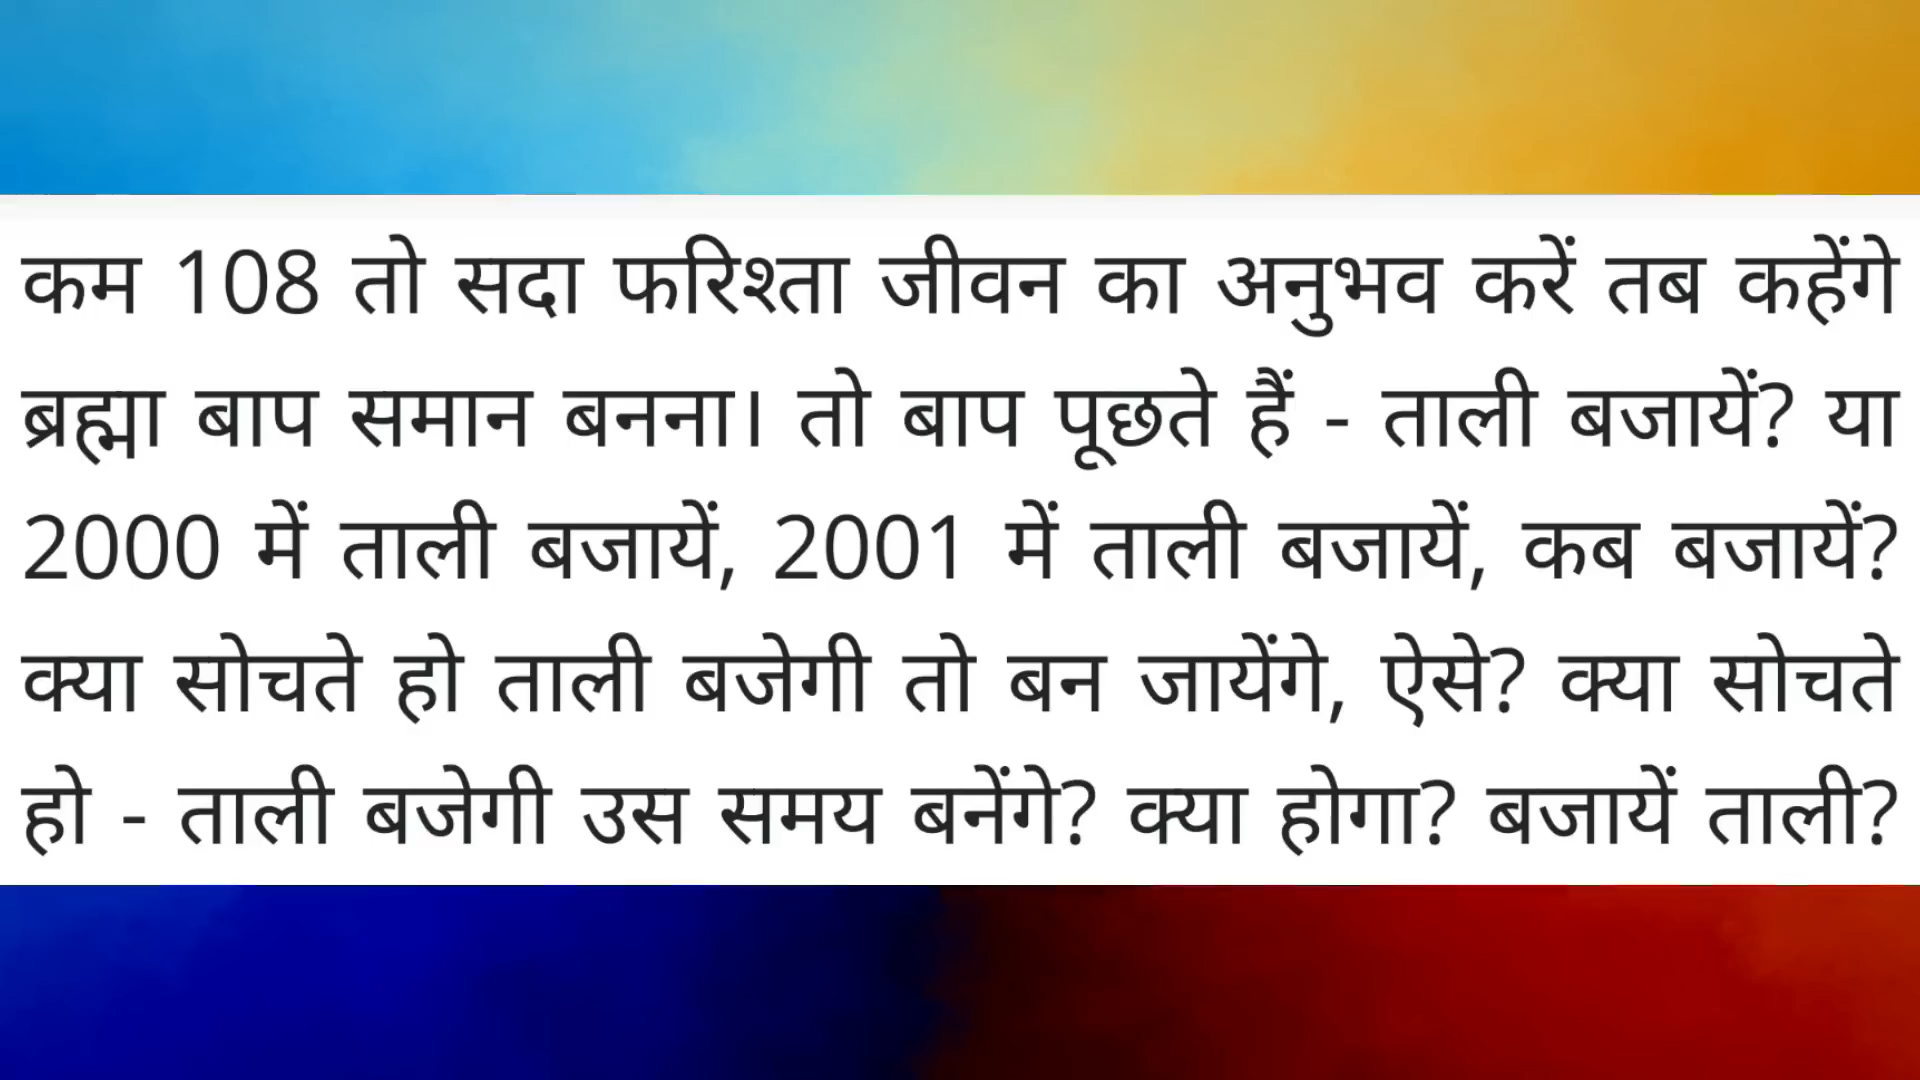 कम 108 तो सदा फरिश्ता जीवन का अनुभव करें तब कहेंगे
ब्रह्मा बाप समान बनना। तो बाप पूछते हैं - ताली बजायें? या
2000 में ताली बजायें, 2001 में ताली बजायें, कब बजायें?
क्या सोचते हो ताली बजेगी तो बन जायेंगे, ऐसे? क्या सोचते
हो - ताली बजेगी उस समय बनेंगे? क्या होगा? बजायें ताली?